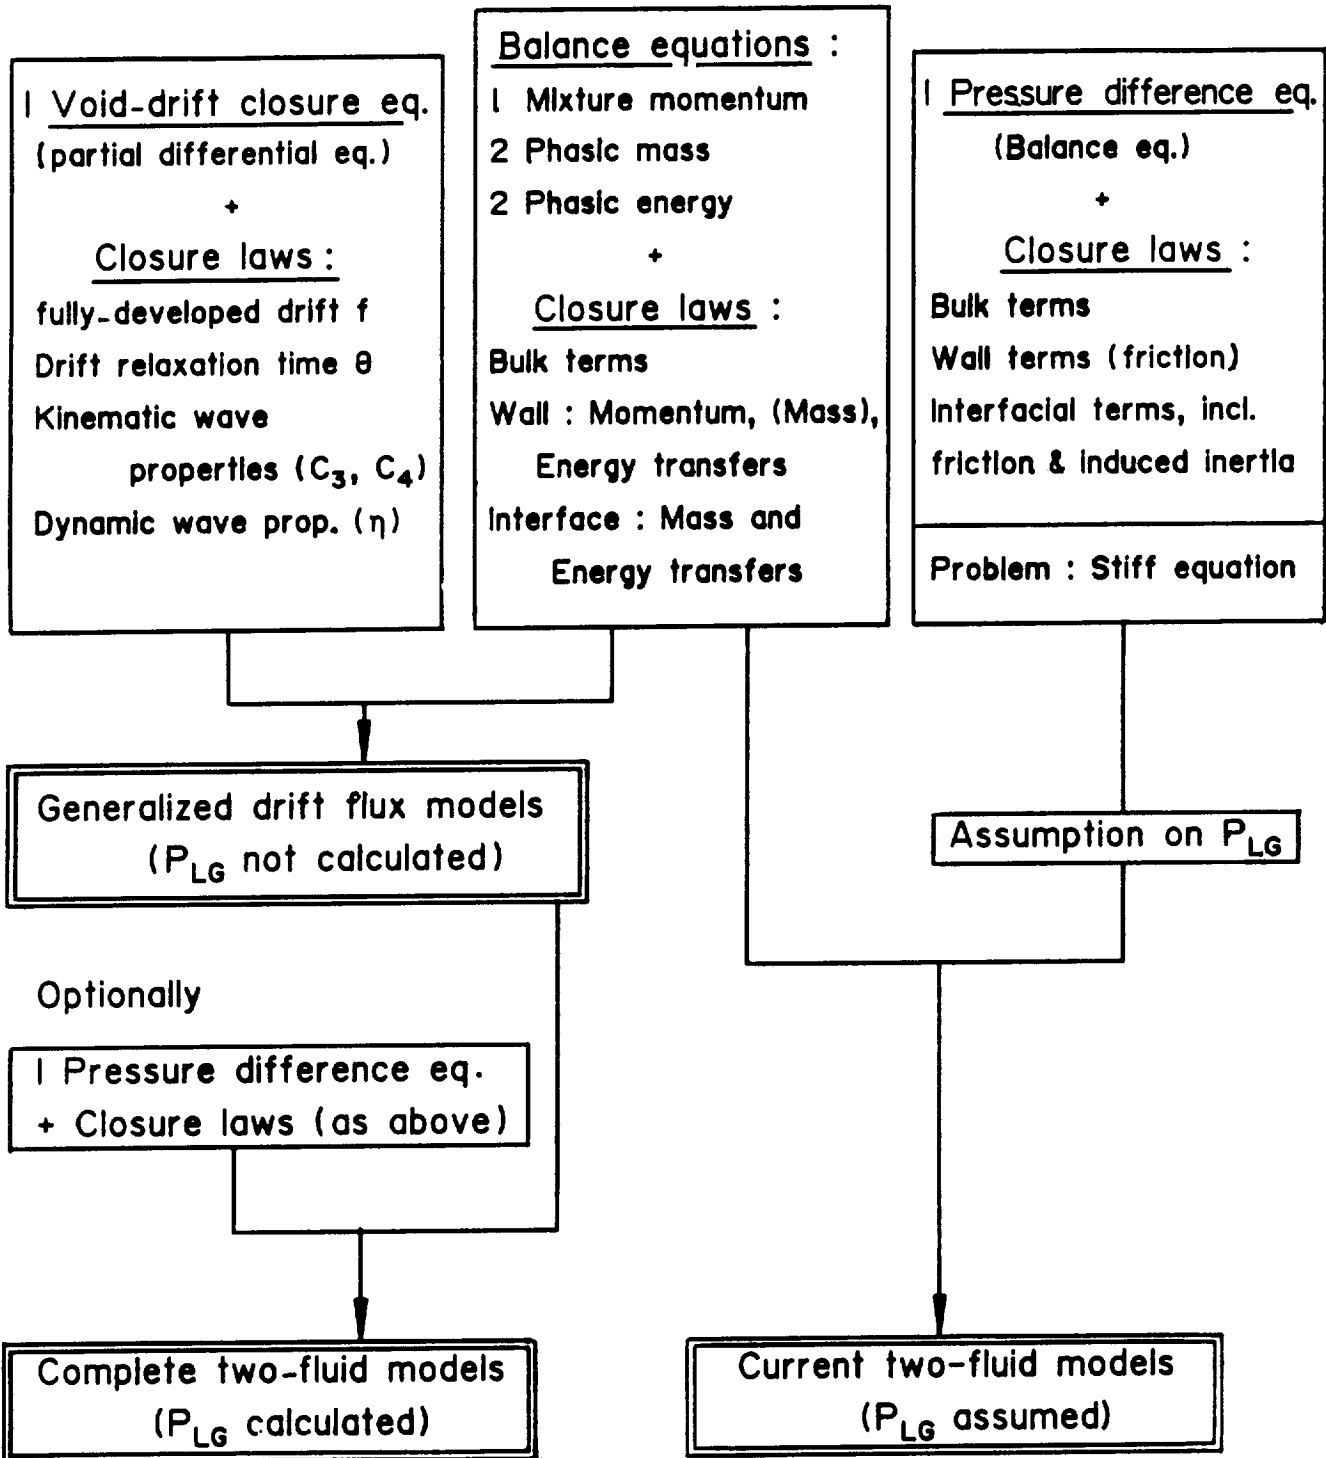 1 Void-drift closure eq.
(partial differential eq.)
+
Closure laws :
fully-developed drift f
Drift relaxation time θ
Kinematic wave
properties (C₃, C₄)
Dynamic wave prop. (η)
Balance equations :
1 Mixture momentum
2 Phasic mass
2 Phasic energy
+
Closure laws :
Bulk terms
Wall : Momentum, (Mass),
Energy transfers
Interface : Mass and
Energy transfers
1 Pressure difference eq.
(Balance eq.)
+
Closure laws :
Bulk terms
Wall terms (friction)
Interfacial terms, incl.
friction & induced inertia
Problem : Stiff equation
Generalized drift flux models
(P_LG not calculated)
Assumption on P_LG
Optionally
1 Pressure difference eq.
+ Closure laws (as above)
Complete two-fluid models
(P_LG calculated)
Current two-fluid models
(P_LG assumed)